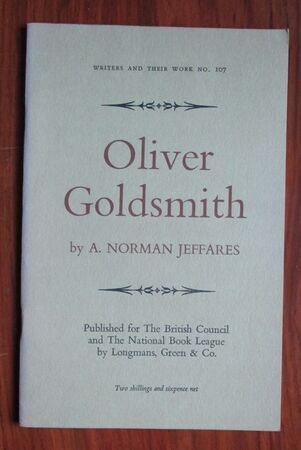 WRITERS AND THEIR WORK NO. 107
Oliver
Goldsmith
by A. NORMAN JEFFARES
Published for The British Council
and The National Book League
by Longmans, Green & Co.
Two shillings and sixpence net